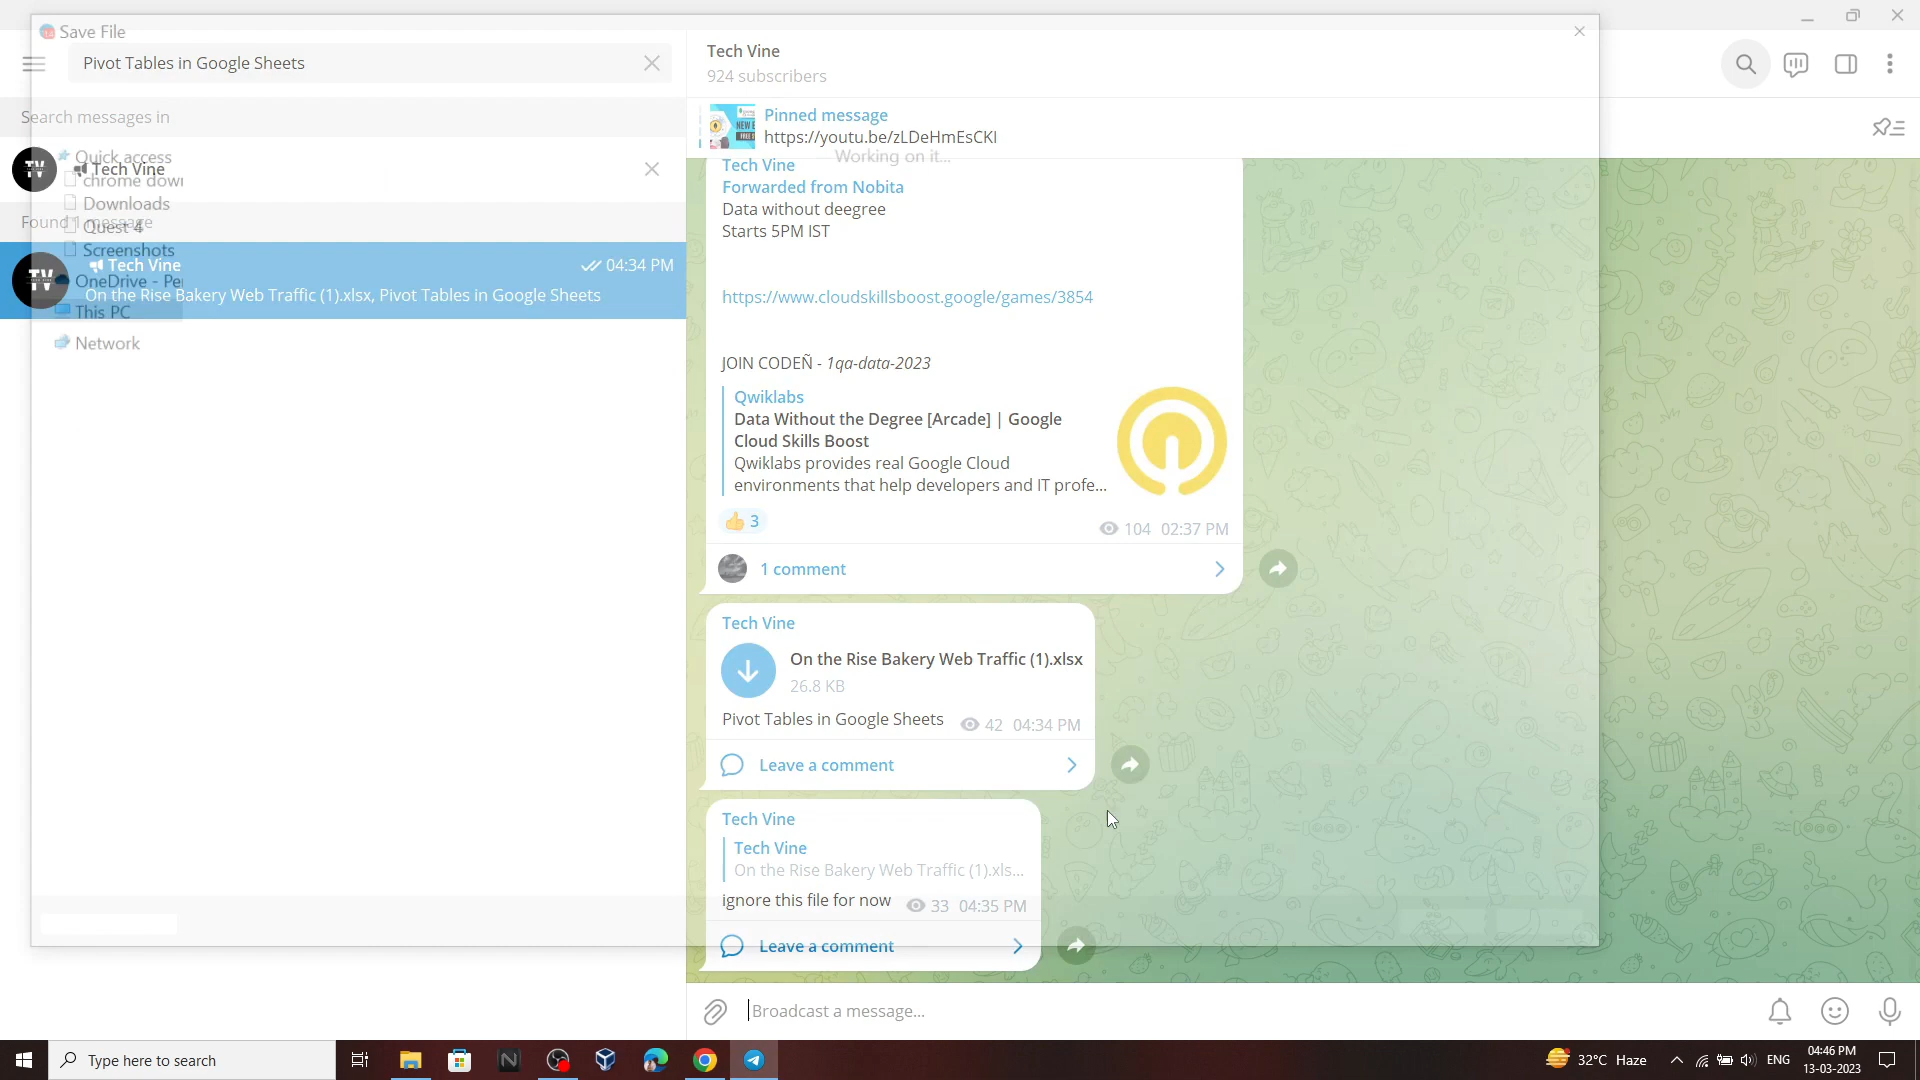 Save File
Pivot Tables in Google Sheets
Search messages in
Quick access
Tech Vine
chrome dow
Downloads
Found 1 message
Quest 4
Screenshots
Tech Vine
04:34 PM
OneDrive - Per
On the Rise Bakery Web Traffic (1).xlsx, Pivot Tables in Google Sheets
This PC
Network
Tech Vine
924 subscribers
Pinned message
https://youtu.be/zLDeHmEsCKI
Working on it...
Tech Vine
Forwarded from Nobita
Data without deegree
Starts 5PM IST
https://www.cloudskillsboost.google/games/3854
JOIN CODEÑ - 1qa-data-2023
Qwiklabs
Data Without the Degree [Arcade] | Google
Cloud Skills Boost
Qwiklabs provides real Google Cloud
environments that help developers and IT profe...
3
104 02:37 PM
1 comment
Tech Vine
On the Rise Bakery Web Traffic (1).xlsx
26.8 KB
Pivot Tables in Google Sheets
42 04:34 PM
Leave a comment
Tech Vine
Tech Vine
On the Rise Bakery Web Traffic (1).xls...
ignore this file for now
33 04:35 PM
Leave a comment
Broadcast a message...
Type here to search
32°C Haze
ENG
04:46 PM
13-03-2023